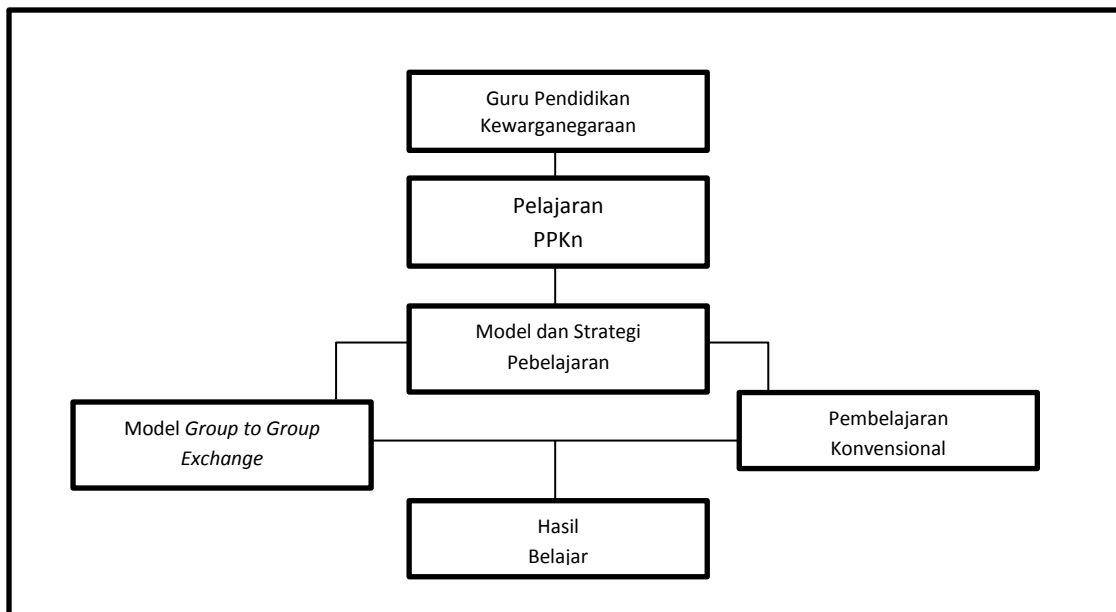 Guru Pendidikan
Kewarganegaraan
Pelajaran
PPKn
Model dan Strategi
Pebelajaran
Model Group to Group
Exchange
Pembelajaran
Konvensional
Hasil
Belajar